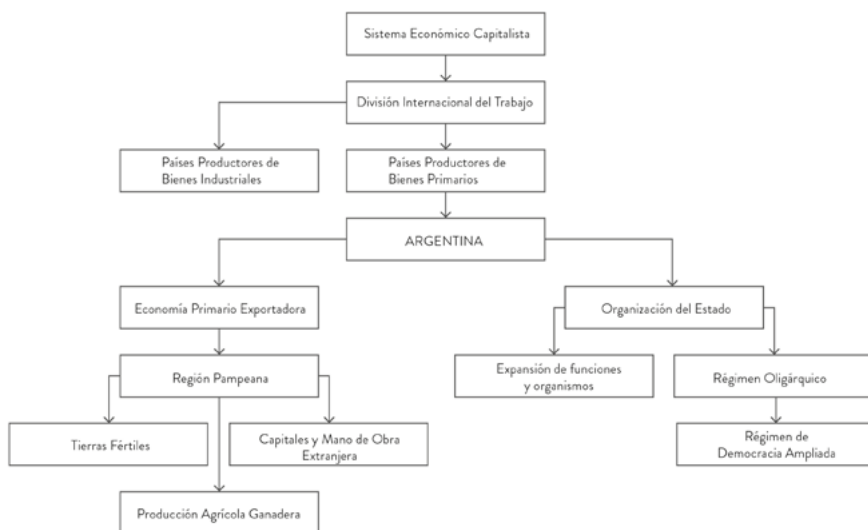 Sistema Económico Capitalista
División Internacional del Trabajo
Países Productores de
Bienes Industriales
Países Productores de
Bienes Primarios
ARGENTINA
Economía Primario Exportadora
Organización del Estado
Región Pampeana
Expansión de funciones
y organismos
Régimen Oligárquico
Tierras Fértiles
Capitales y Mano de Obra
Extranjera
Régimen de
Democracia Ampliada
Producción Agrícola Ganadera